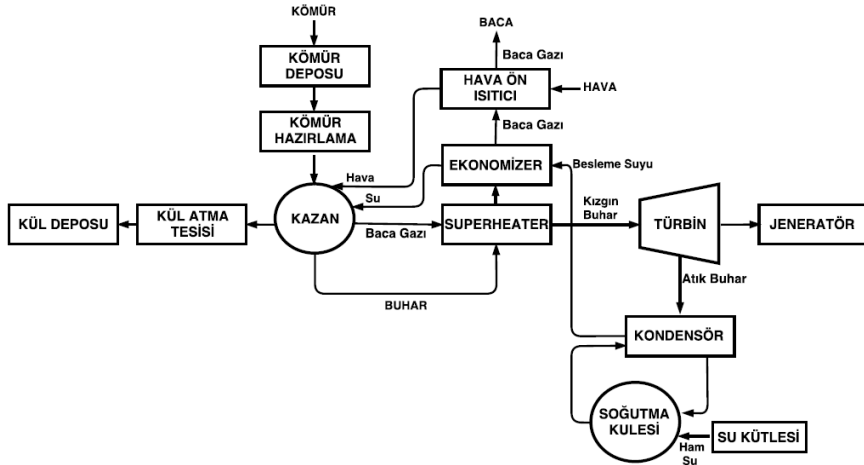 KÖMÜR
KÖMÜR
DEPOSU
KÖMÜR
HAZIRLAMA
BACA
Baca Gazı
HAVA ÖN
ISITICI
HAVA
Baca Gazı
EKONOMİZER
Besleme Suyu
Hava
Su
KAZAN
Baca Gazı
SUPERHEATER
Kızgın
Buhar
TÜRBİN
JENERATÖR
KÜL DEPOSU
KÜL ATMA
TESİSİ
BUHAR
Atık Buhar
KONDENSÖR
SOĞUTMA
KULESİ
Ham
Su
SU KÜTLESİ